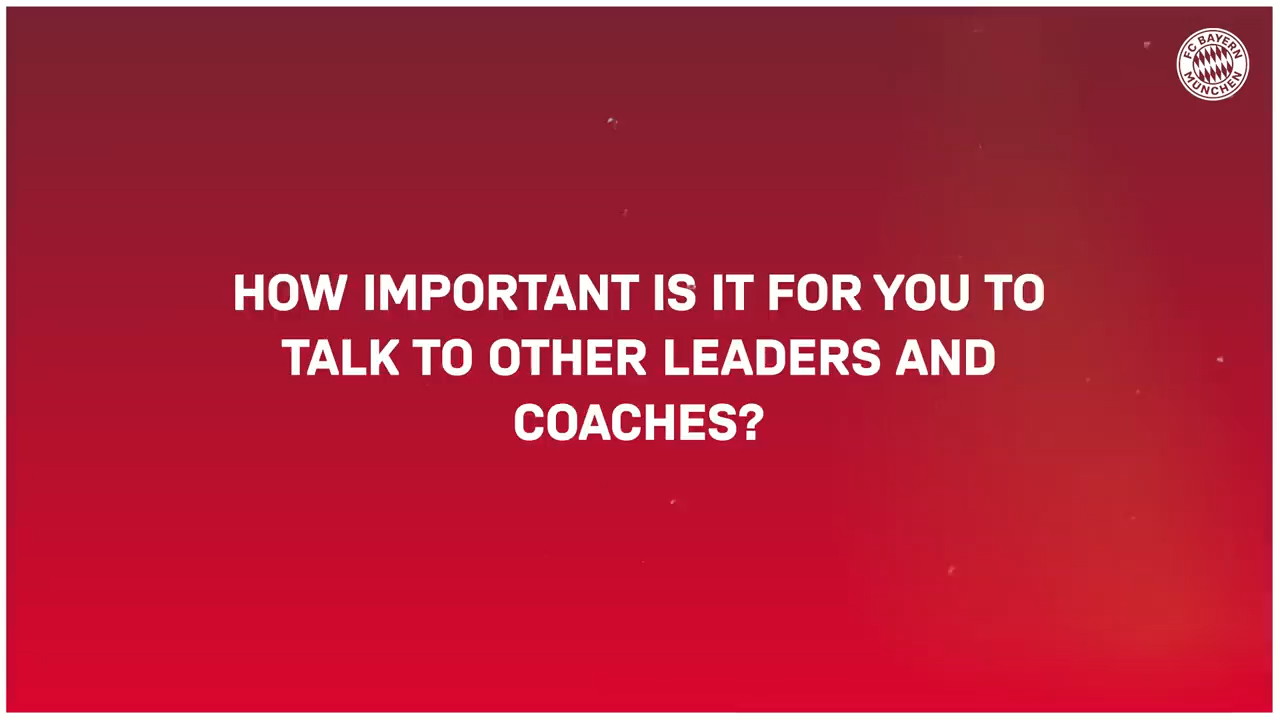 FC BAYERN
MÜNCHEN
HOW IMPORTANT IS IT FOR YOU TO
TALK TO OTHER LEADERS AND
COACHES?